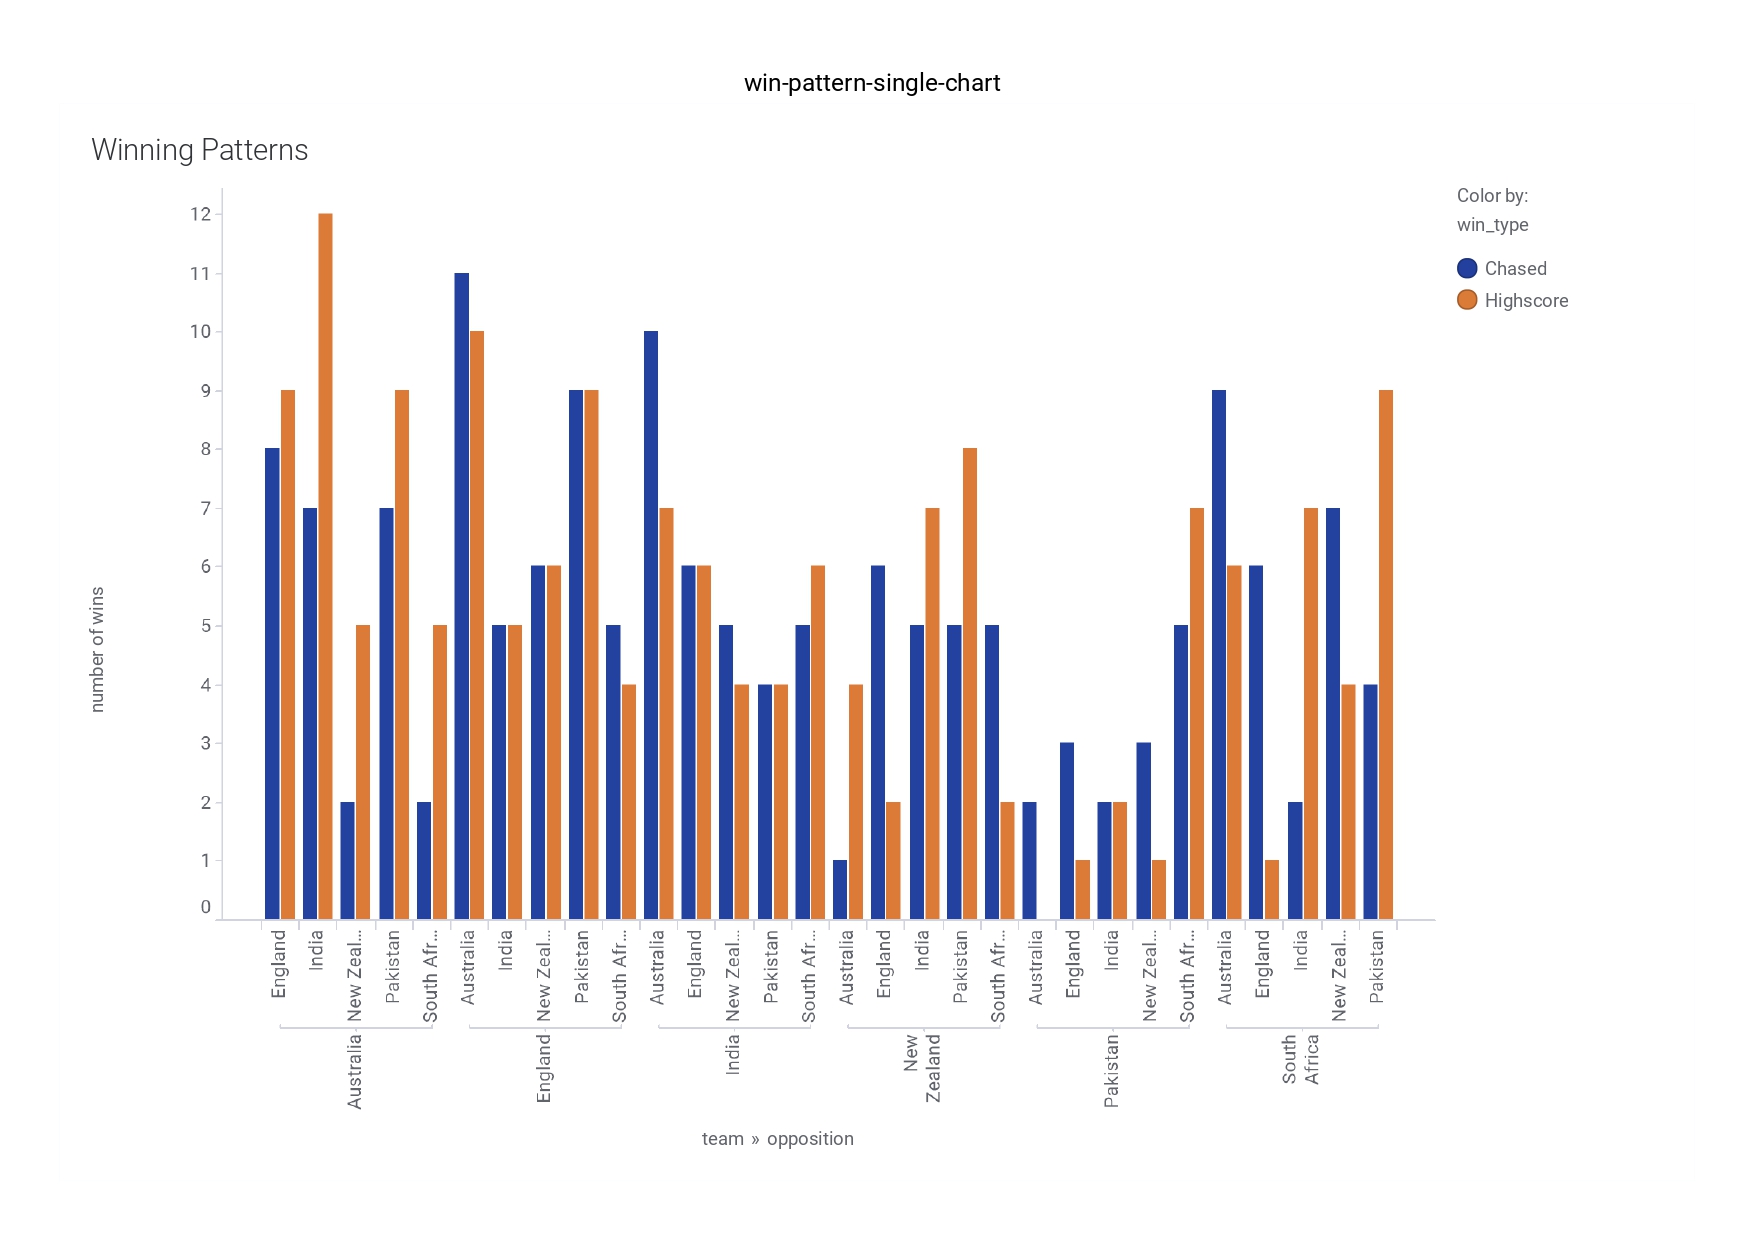 win-pattern-single-chart
Winning Patterns
Color by:
win_type
Chased
Highscore
number of wins
12
11
10
9
8
7
6
5
4
3
2
1
0
England
India
New Zeal...
Pakistan
South Afr...
Australia
India
New Zeal...
Pakistan
South Afr...
Australia
England
New Zeal...
Pakistan
South Afr...
Australia
England
India
Pakistan
South Afr...
Australia
England
India
New Zeal...
South Afr...
Australia
England
India
New Zeal...
Pakistan
Australia
England
India
New
Zealand
Pakistan
South
Africa
team » opposition